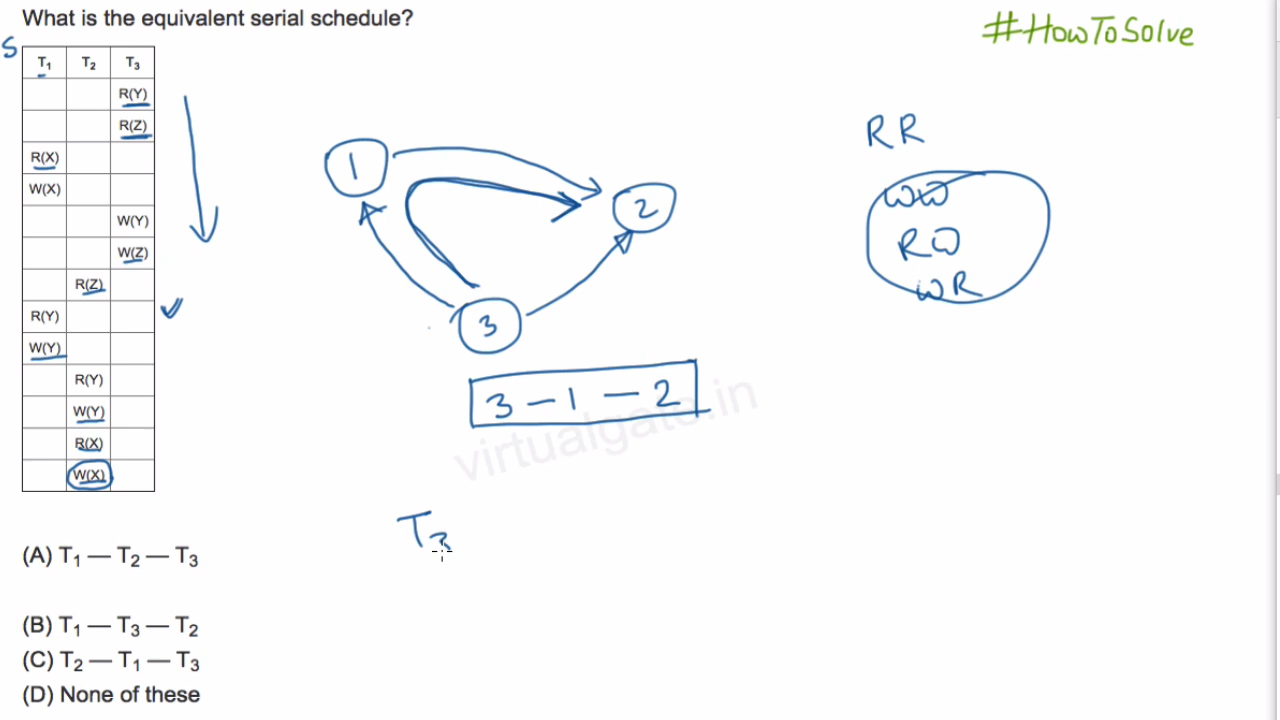 What is the equivalent serial schedule?
#HowToSolve
S
T1 T2 T3
R(Y)
R(Z)
R(X)
W(X)
W(Y)
W(Z)
R(Z)
R(Y)
W(Y)
R(Y)
W(Y)
R(X)
W(X)
1
2
3
3 – 1 – 2
RR
WW
RW
WR
virtualgate.in
T3
(A) T1 — T2 — T3
(B) T1 — T3 — T2
(C) T2 — T1 — T3
(D) None of these